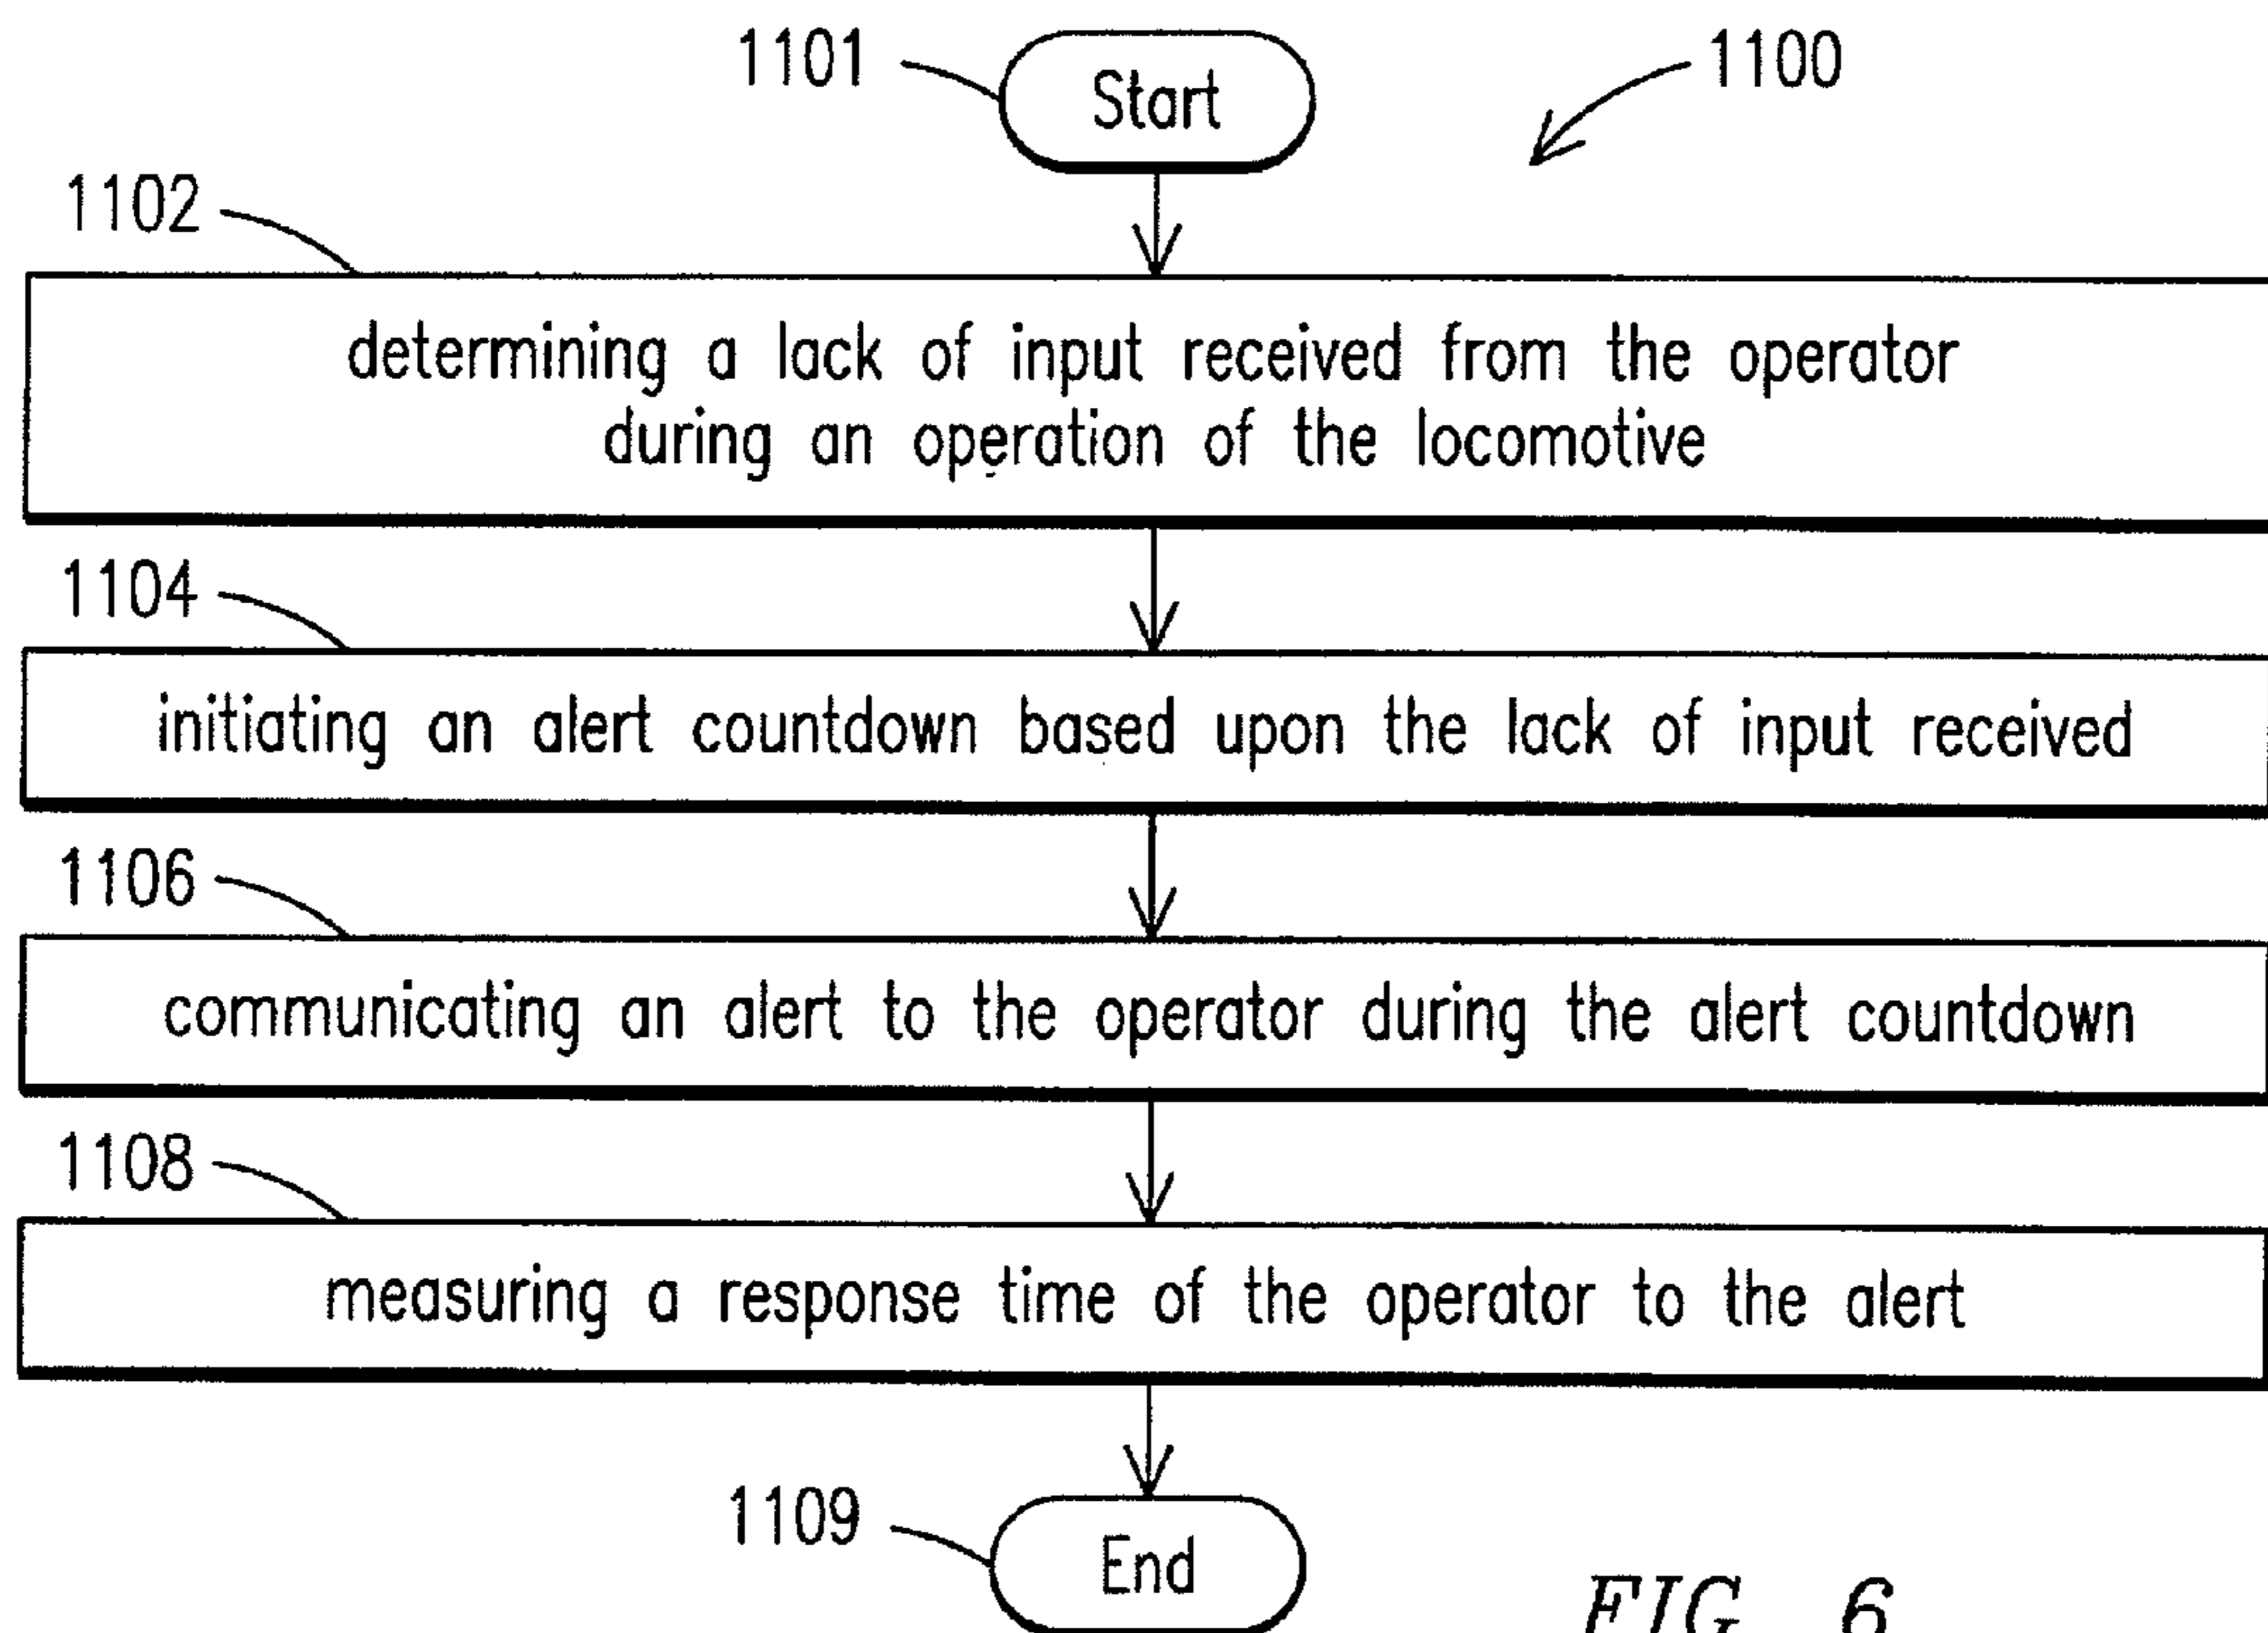 1101
Start
1100
1102
determining a lack of input received from the operator
during an operation of the locomotive
1104
initiating an alert countdown based upon the lack of input received
1106
communicating an alert to the operator during the alert countdown
1108
measuring a response time of the operator to the alert
1109
End
FIG. 6